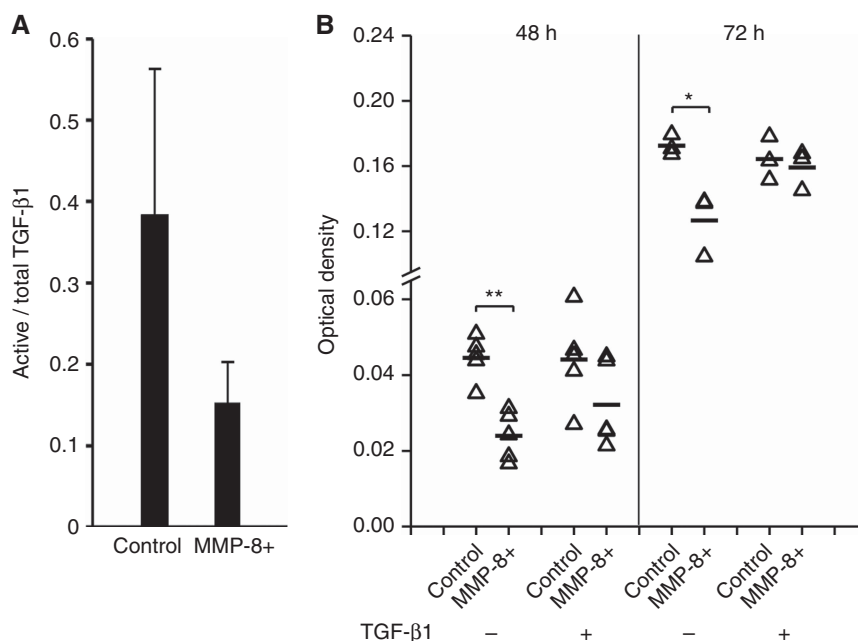 A
0.6
0.5
0.4
0.3
0.2
0.1
0
Active / total TGF-β1
Control MMP-8+
B
48 h 72 h
0.24
0.20
0.16
0.12
0.06
0.04
0.02
0.00
Optical density
**
*
Control MMP-8+ Control MMP-8+ Control MMP-8+ Control MMP-8+
TGF-β1 – + – +